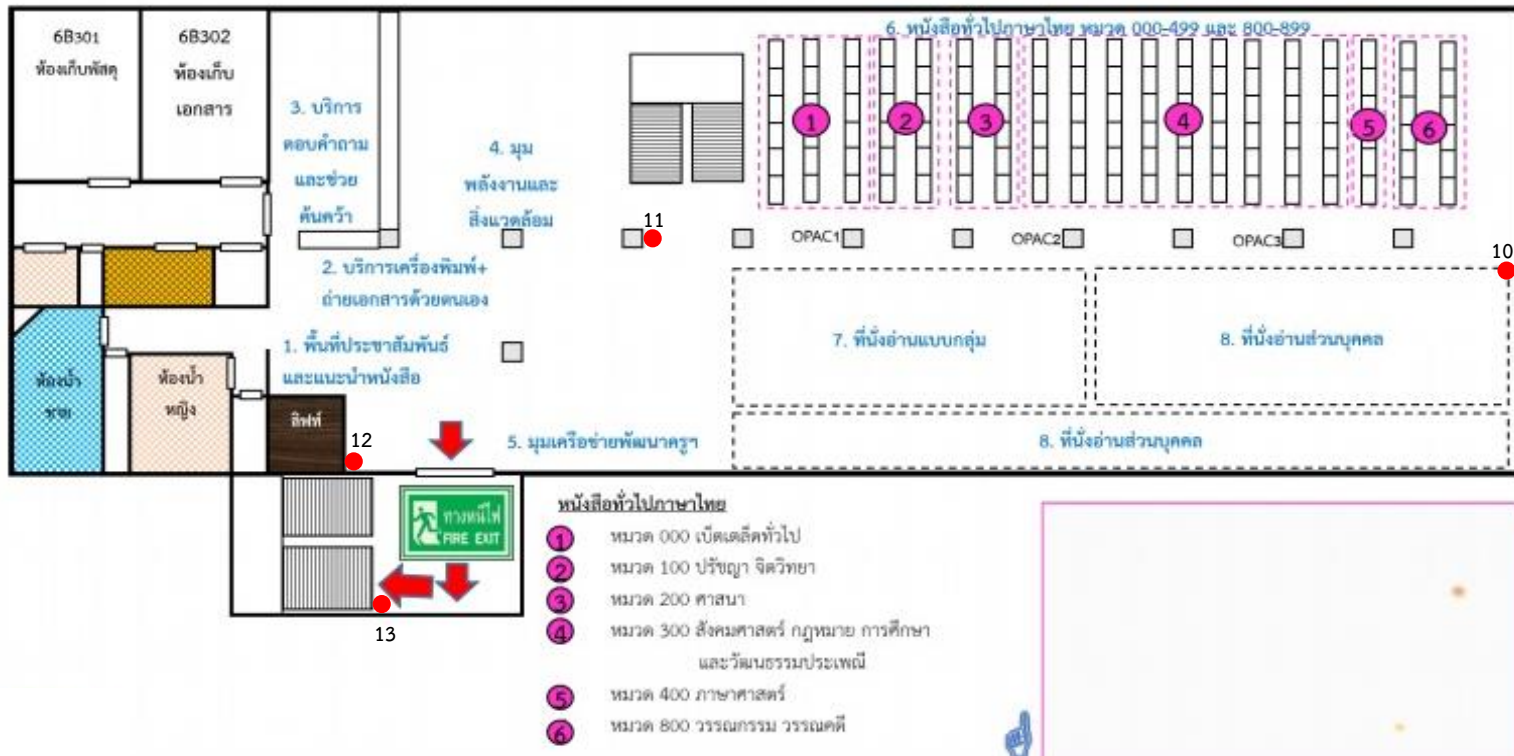 6B301
ห้องเก็บพัสดุ
6B302
ห้องเก็บ
เอกสาร
3. บริการ
ตอบคำถาม
และช่วย
ค้นคว้า
4. มุม
พลังงานและ
สิ่งแวดล้อม
6. หนังสือทั่วไปภาษาไทย หมวด 000-499 และ 800-899
1
2
3
4
5
6
11
OPAC1
OPAC2
OPAC3
10
2. บริการเครื่องพิมพ์+
ถ่ายเอกสารด้วยตนเอง
1. พื้นที่ประชาสัมพันธ์
และแนะนำหนังสือ
7. ที่นั่งอ่านแบบกลุ่ม
8. ที่นั่งอ่านส่วนบุคคล
ห้องน้ำ
ชาย
ห้องน้ำ
หญิง
ลิฟท์
12
5. มุมเครือข่ายพัฒนาครูฯ
8. ที่นั่งอ่านส่วนบุคคล
ทางหนีไฟ
FIRE EXIT
13
หนังสือทั่วไปภาษาไทย
1 หมวด 000 เบ็ดเตล็ดทั่วไป
2 หมวด 100 ปรัชญา จิตวิทยา
3 หมวด 200 ศาสนา
4 หมวด 300 สังคมศาสตร์ กฎหมาย การศึกษา
และวัฒนธรรมประเพณี
5 หมวด 400 ภาษาศาสตร์
6 หมวด 800 วรรณกรรม วรรณคดี